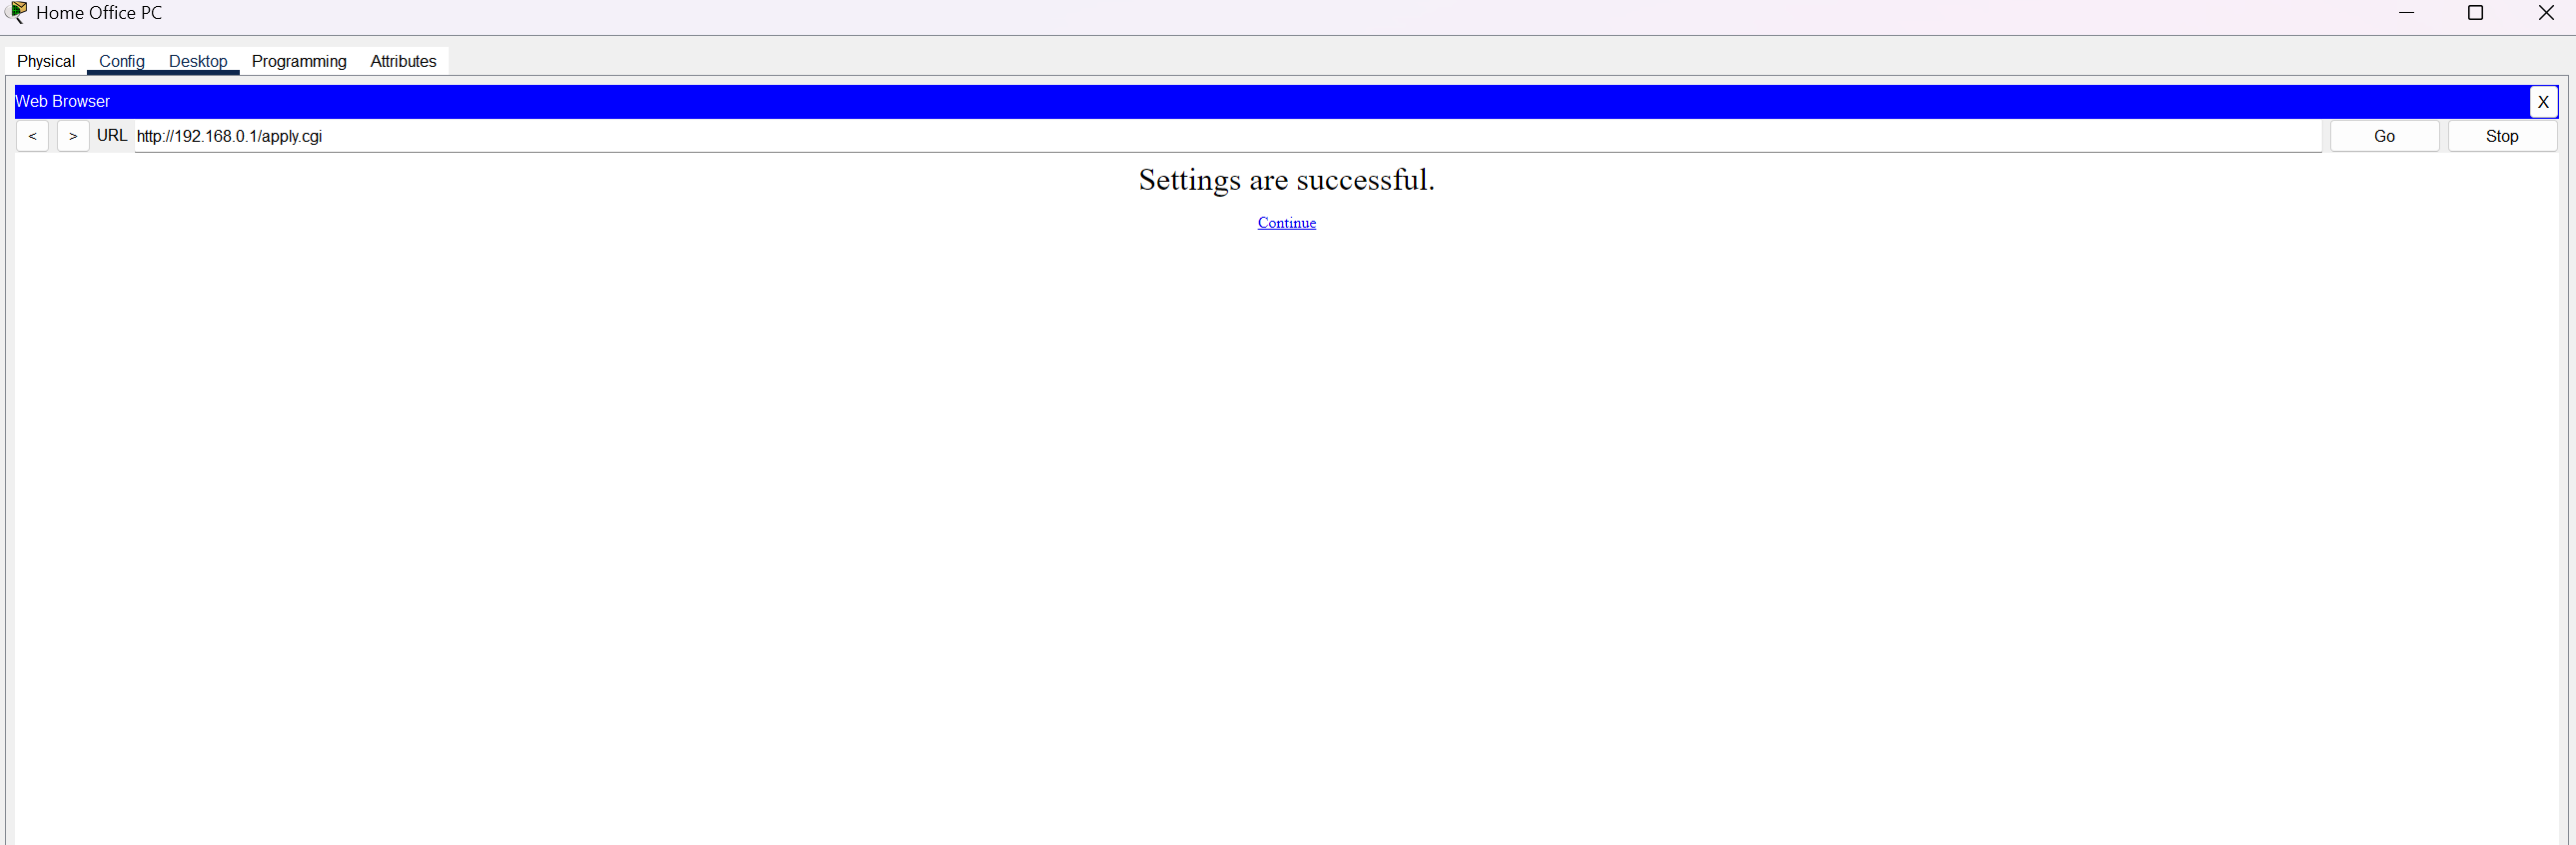 Home Office PC
Physical Config Desktop Programming Attributes
Web Browser X
< > URL http://192.168.0.1/apply.cgi Go Stop
Settings are successful.
Continue